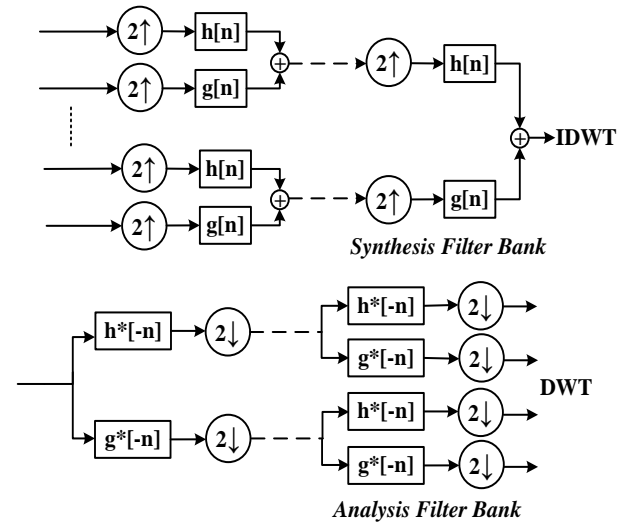 2↑ h[n]
+ 2↑ h[n]
2↑ g[n]
+ IDWT
2↑ h[n]
+ 2↑ g[n]
2↑ g[n]
Synthesis Filter Bank
h*[-n] 2↓
h*[-n] 2↓
g*[-n] 2↓
DWT
h*[-n] 2↓
g*[-n] 2↓
g*[-n] 2↓
Analysis Filter Bank